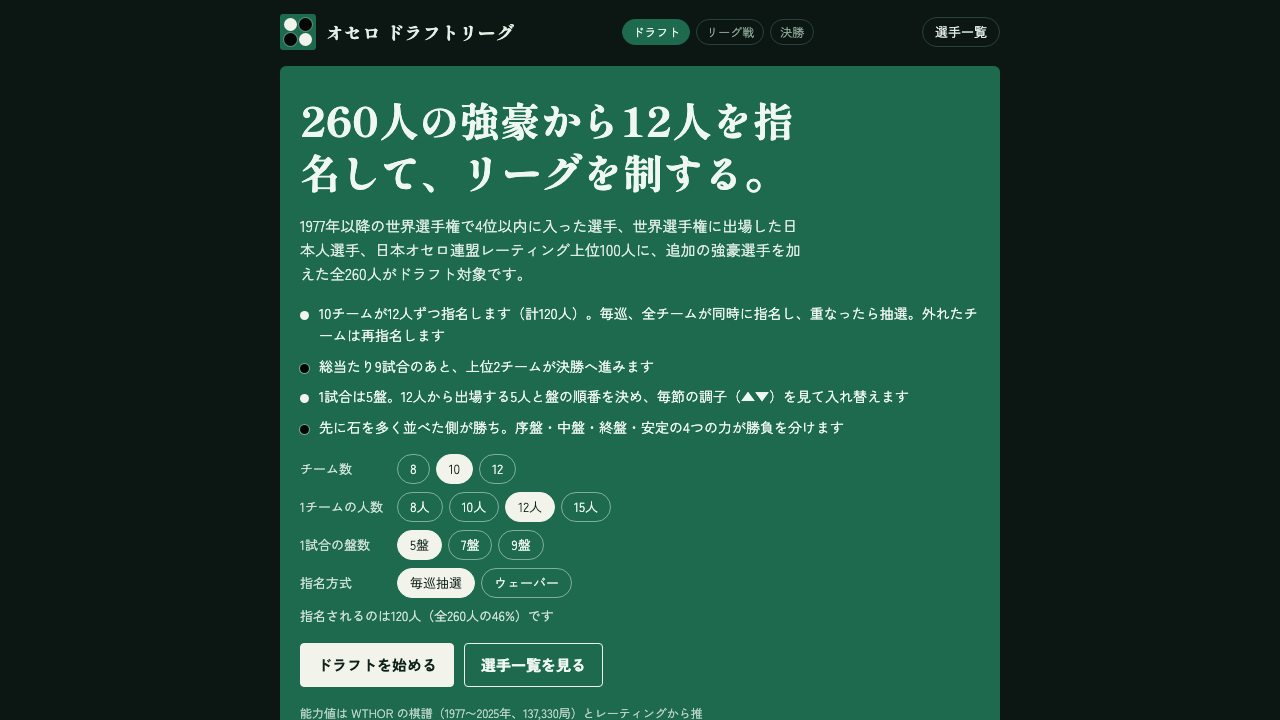 オセロ ドラフトリーグ
ドラフト
リーグ戦
決勝
選手一覧
260人の強豪から12人を指
名して、リーグを制する。
1977年以降の世界選手権で4位以内に入った選手、世界選手権に出場した日
本人選手、日本オセロ連盟レーティング上位100人に、追加の強豪選手を加
えた全260人がドラフト対象です。
10チームが12人ずつ指名します（計120人）。毎巡、全チームが同時に指名し、重なったら抽選。外れたチ
ームは再指名します
総当たり9試合のあと、上位2チームが決勝へ進みます
1試合は5盤。12人から出場する5人と盤の順番を決め、毎節の調子（▲▼）を見て入れ替えます
先に石を多く並べた側が勝ち。序盤・中盤・終盤・安定の4つの力が勝負を分けます
チーム数
8
10
12
1チームの人数
8人
10人
12人
15人
1試合の盤数
5盤
7盤
9盤
指名方式
毎巡抽選
ウェーバー
指名されるのは120人（全260人の46%）です
ドラフトを始める
選手一覧を見る
能力値は WTHOR の棋譜（1977〜2025年、137,330局）とレーティングから推